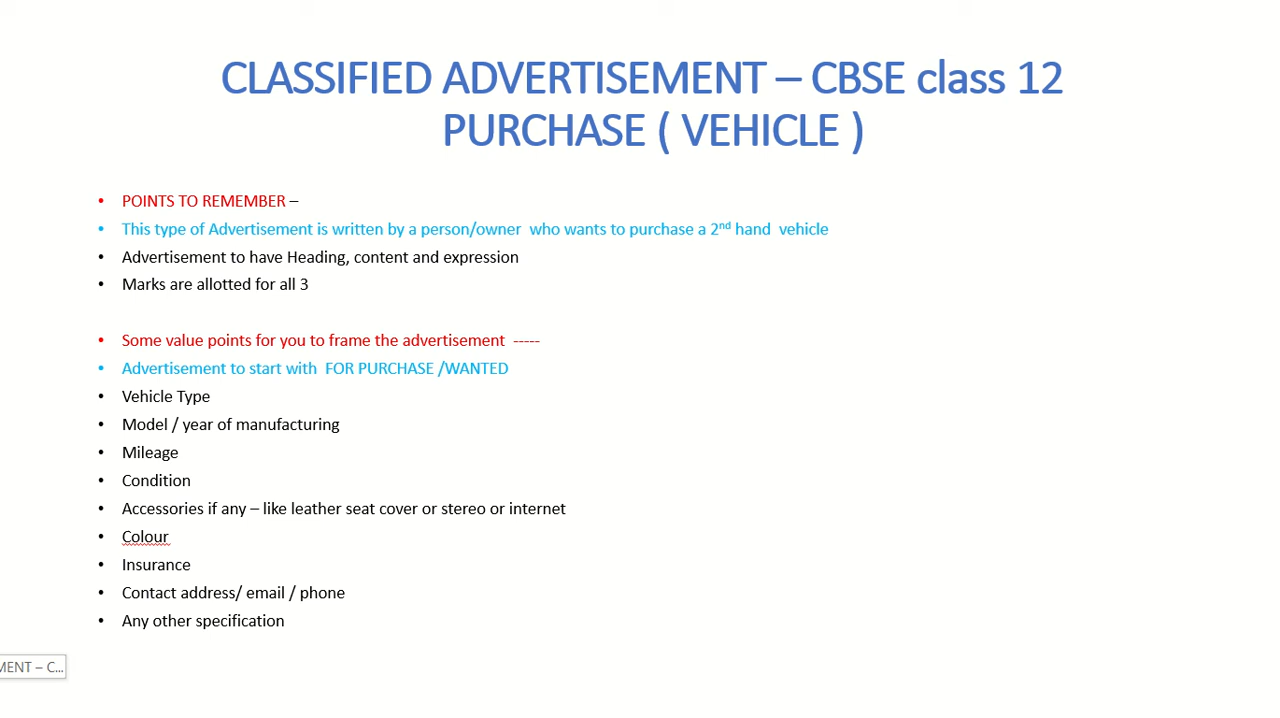 CLASSIFIED ADVERTISEMENT – CBSE class 12
PURCHASE ( VEHICLE )
• POINTS TO REMEMBER –
• This type of Advertisement is written by a person/owner who wants to purchase a 2nd hand vehicle
• Advertisement to have Heading, content and expression
• Marks are allotted for all 3
• Some value points for you to frame the advertisement -----
• Advertisement to start with FOR PURCHASE /WANTED
• Vehicle Type
• Model / year of manufacturing
• Mileage
• Condition
• Accessories if any – like leather seat cover or stereo or internet
• Colour
• Insurance
• Contact address/ email / phone
• Any other specification
MENT – C...